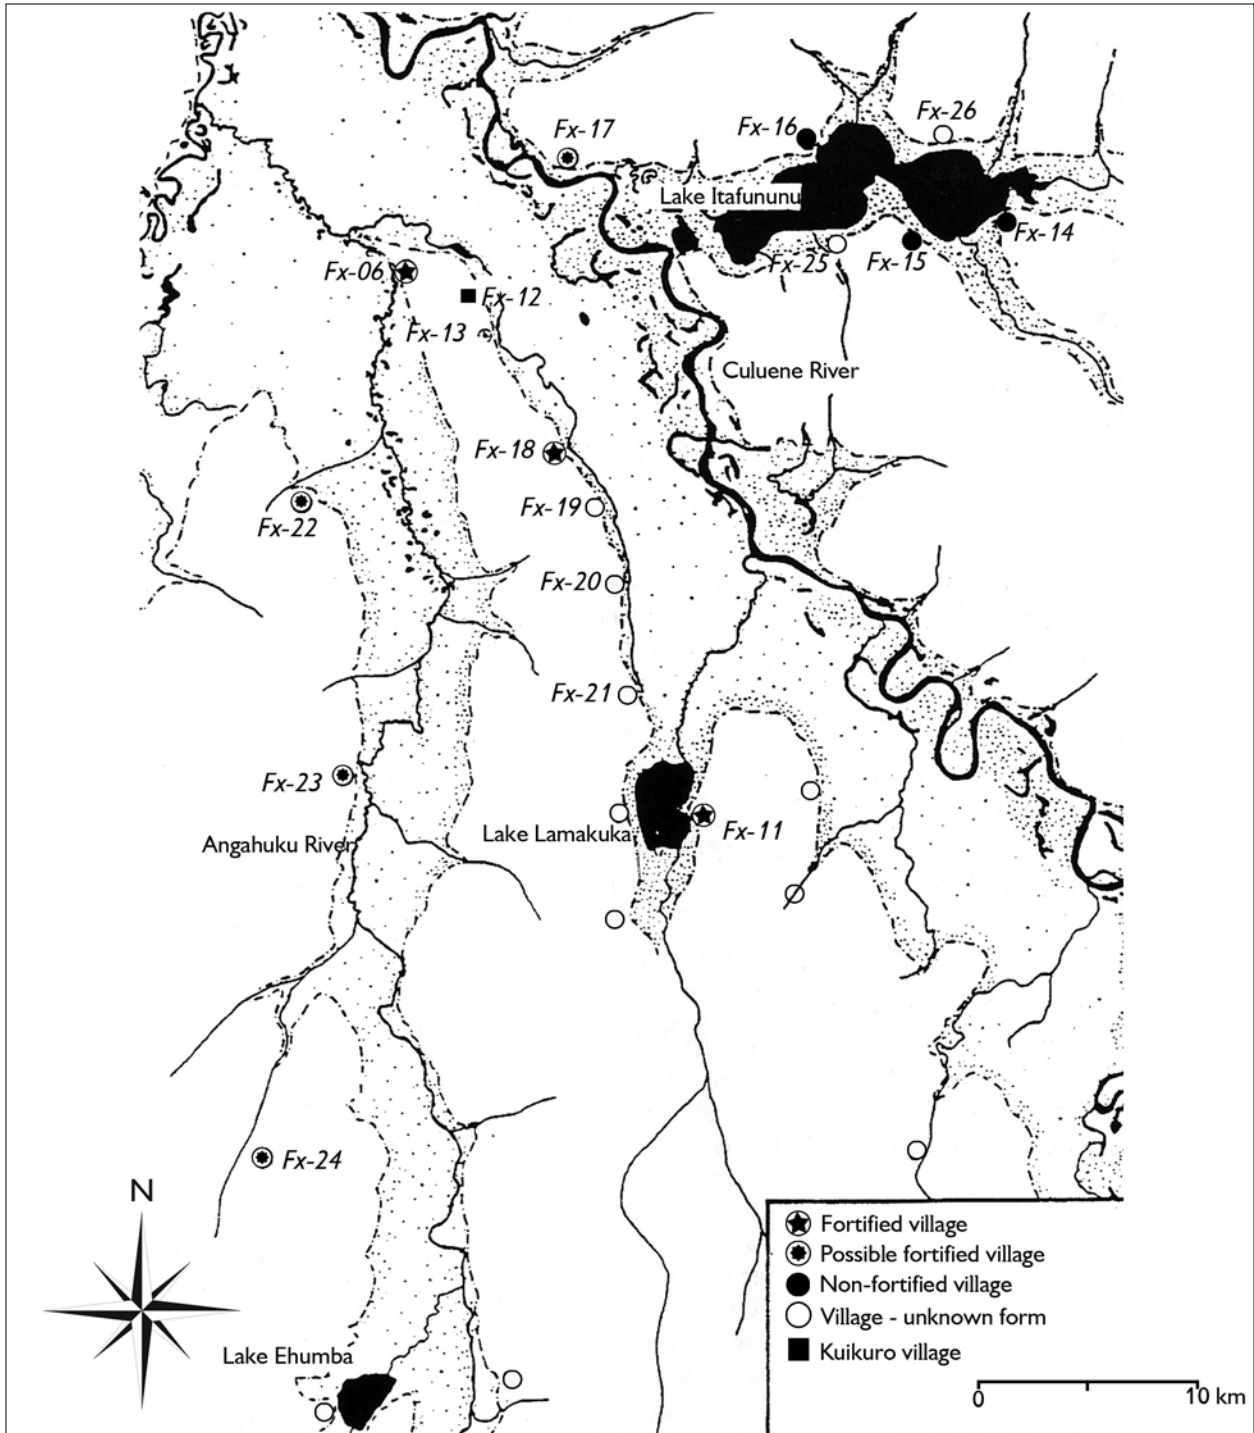 Fx-26
Fx-17
Fx-16
Lake Itafununu
Fx-14
Fx-25
Fx-15
Fx-06
Fx-12
Fx-13
Culuene River
Fx-18
Fx-19
Fx-22
Fx-20
Fx-21
Fx-23
Lake Lamakuka
Fx-11
Angahuku River
Fx-24
N
Fortified village
Possible fortified village
Non-fortified village
Village - unknown form
Kuikuro village
Lake Ehumba
0
10 km